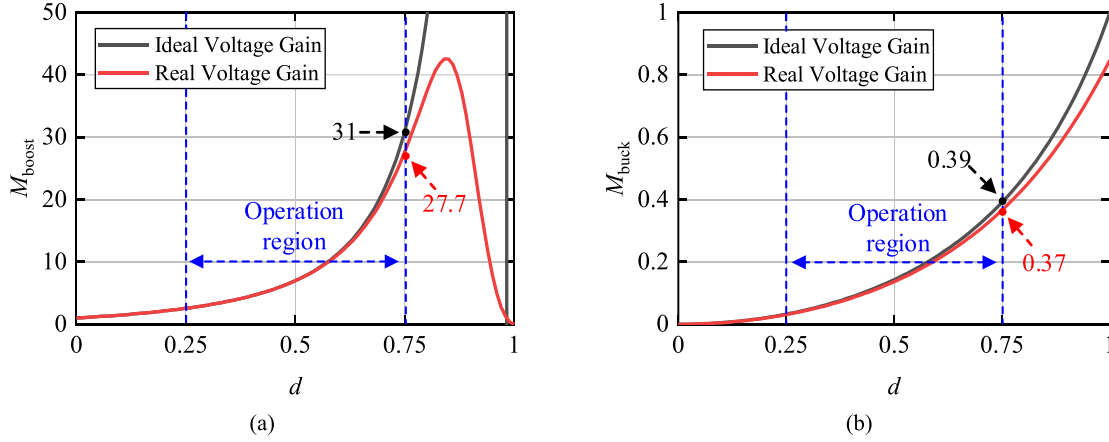 50
40
30
20
10
0
M_boost
Ideal Voltage Gain
Real Voltage Gain
31
27.7
Operation
region
0 0.25 0.5 0.75 1
d
(a)
1
0.8
0.6
0.4
0.2
0
M_buck
Ideal Voltage Gain
Real Voltage Gain
0.39
0.37
Operation
region
0 0.25 0.5 0.75 1
d
(b)